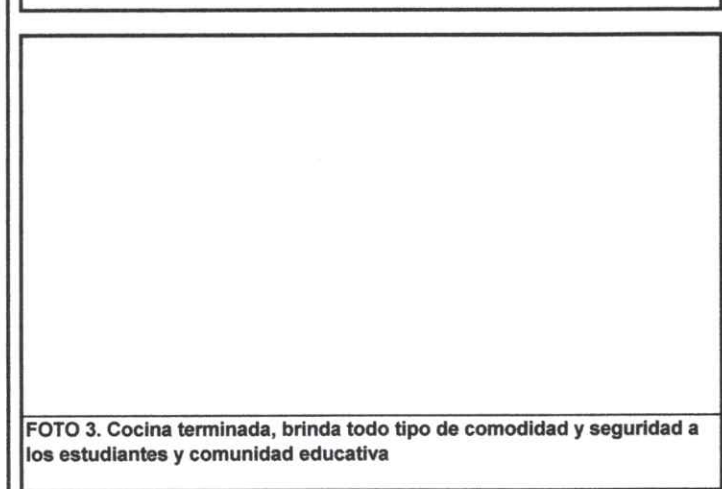 FOTO 3. Cocina terminada, brinda todo tipo de comodidad y seguridad a
los estudiantes y comunidad educativa